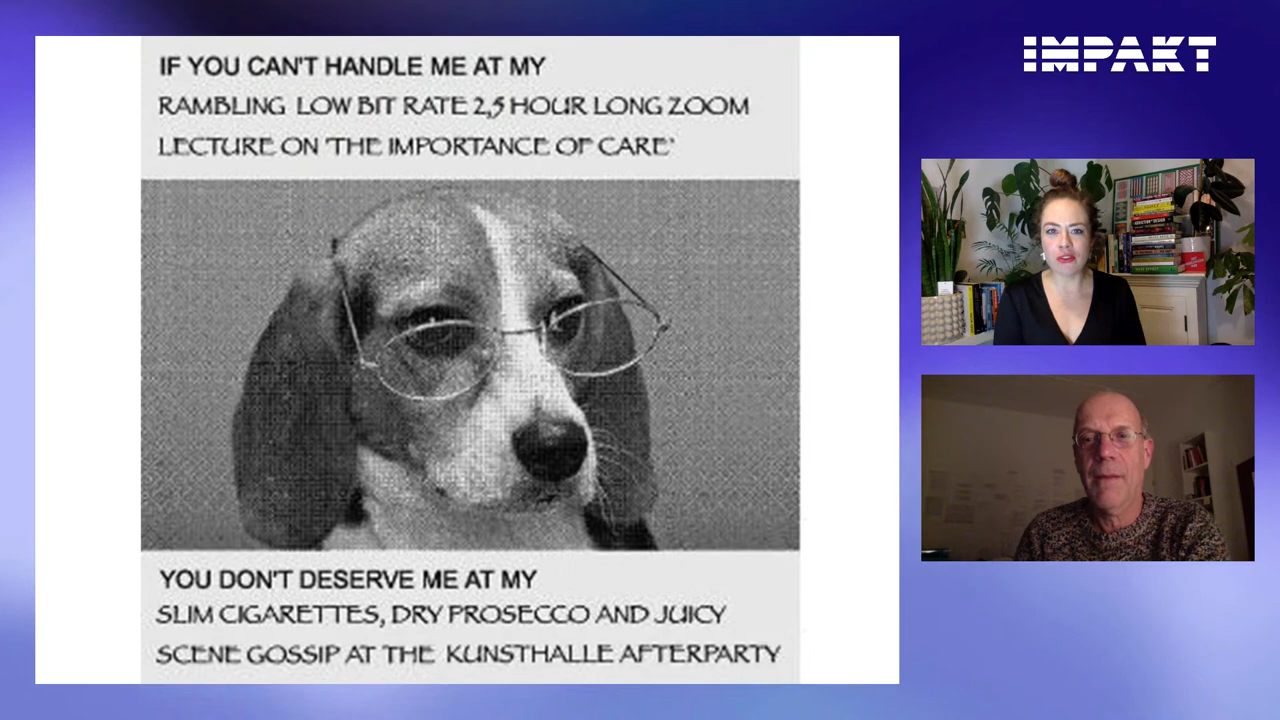 IF YOU CAN'T HANDLE ME AT MY
RAMBLING LOW BIT RATE 2,5 HOUR LONG ZOOM
LECTURE ON 'THE IMPORTANCE OF CARE'
YOU DON'T DESERVE ME AT MY
SLIM CIGARETTES, DRY PROSECCO AND JUICY
SCENE GOSSIP AT THE KUNSTHALLE AFTERPARTY
IMPAKT